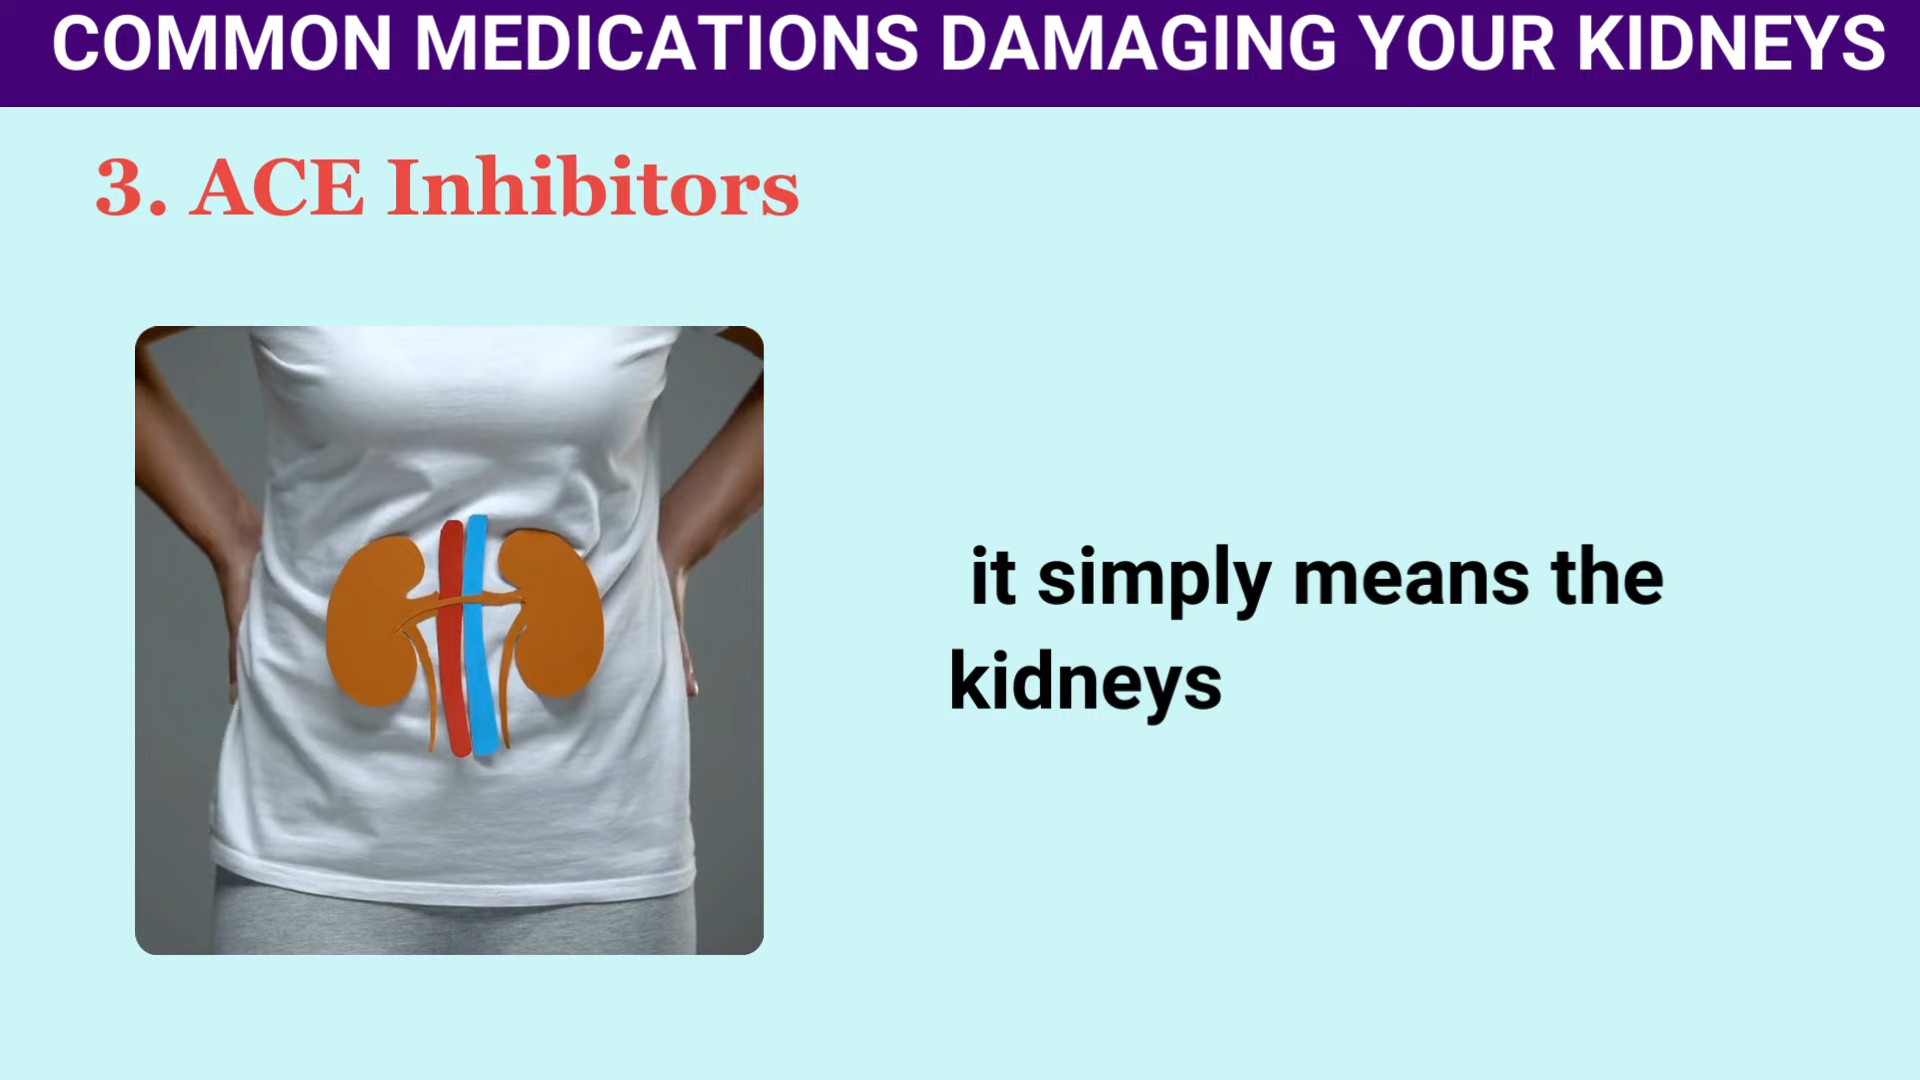 COMMON MEDICATIONS DAMAGING YOUR KIDNEYS
3. ACE Inhibitors
it simply means the
kidneys